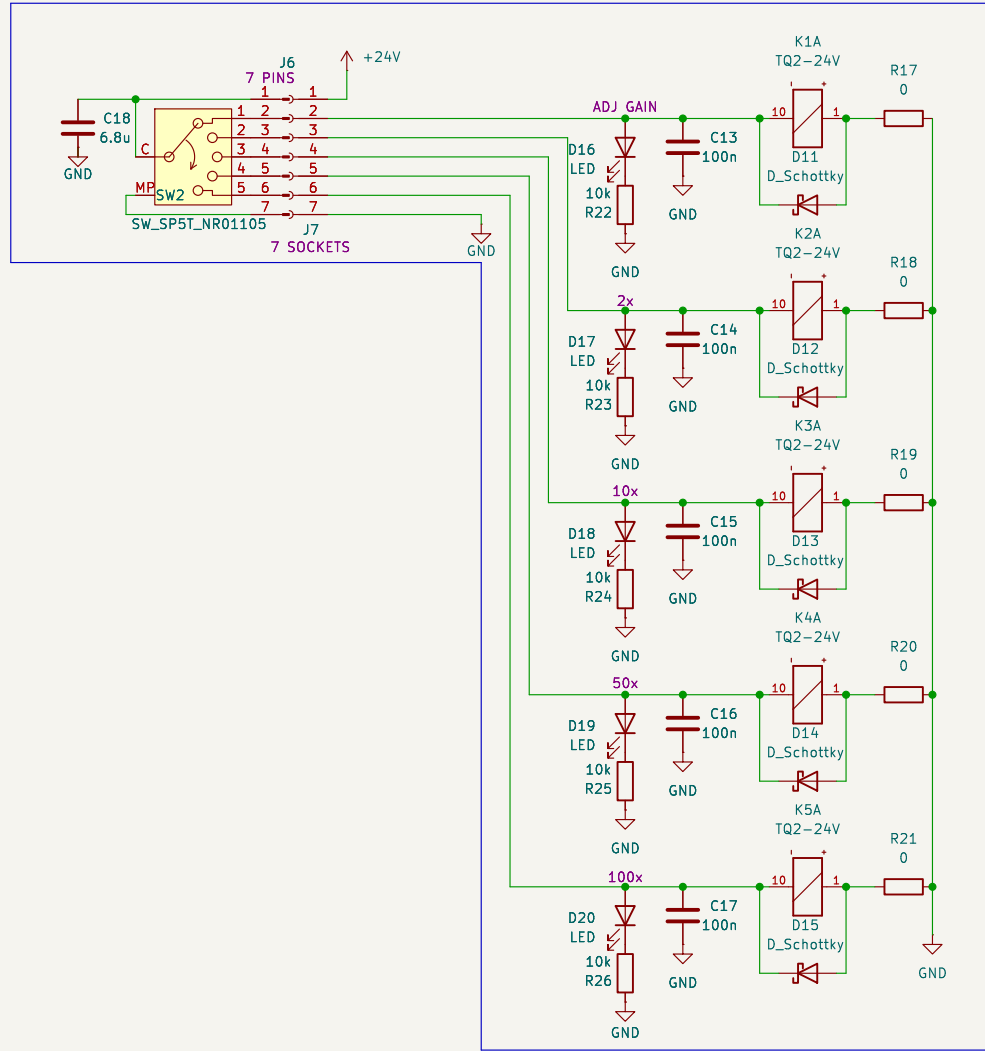 J6
7 PINS
+24V
1 1
2 2
3 3
4 4
5 5
6 6
7 7
C18
6.8u
GND
C
MP
1
2
3
4
5
SW2
SW_SP5T_NR01105
J7
7 SOCKETS
GND
ADJ GAIN
D16
LED
10k
R22
GND
C13
100n
GND
K1A
TQ2-24V
- +
10 1
D11
D_Schottky
R17
0
2x
D17
LED
10k
R23
GND
C14
100n
GND
K2A
TQ2-24V
- +
10 1
D12
D_Schottky
R18
0
10x
D18
LED
10k
R24
GND
C15
100n
GND
K3A
TQ2-24V
- +
10 1
D13
D_Schottky
R19
0
50x
D19
LED
10k
R25
GND
C16
100n
GND
K4A
TQ2-24V
- +
10 1
D14
D_Schottky
R20
0
100x
D20
LED
10k
R26
GND
C17
100n
GND
K5A
TQ2-24V
- +
10 1
D15
D_Schottky
R21
0
GND